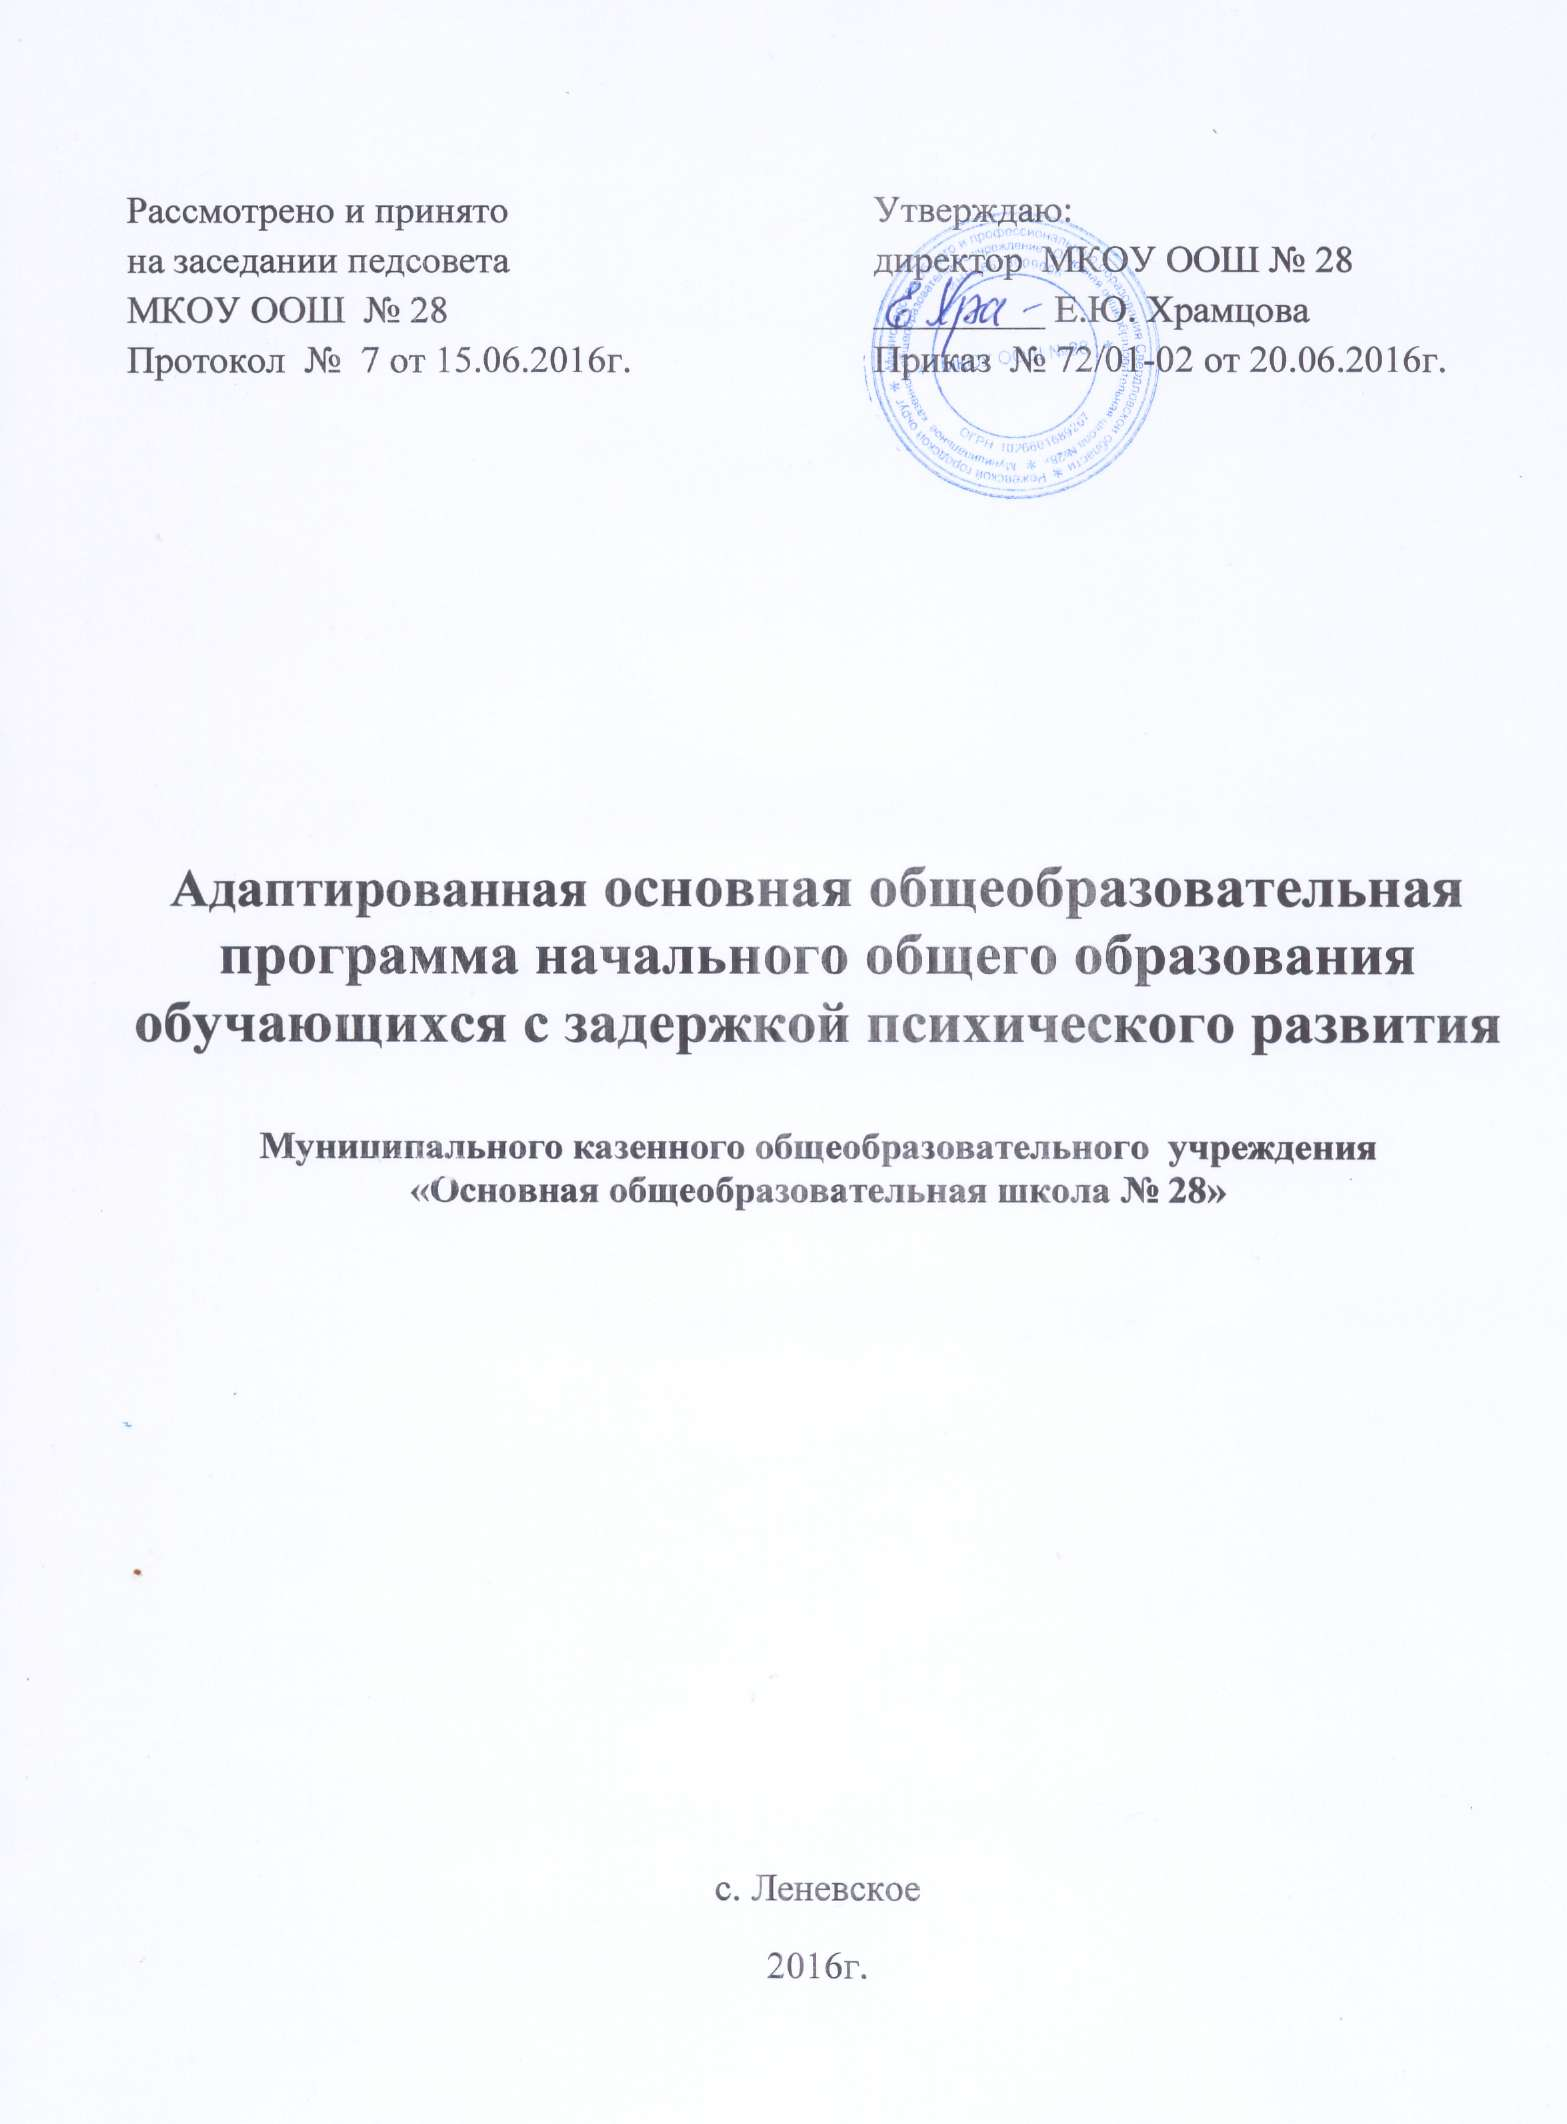 Рассмотрено и принято
на заседании педсовета
МКОУ ООШ № 28
Протокол № 7 от 15.06.2016г.
Утверждаю:
директор МКОУ ООШ № 28
Е.Ю. Храмцова
Приказ № 72/01-02 от 20.06.2016г.
ОГРН 1026601689267
Адаптированная основная общеобразовательная
программа начального общего образования
обучающихся с задержкой психического развития
Муниципального казенного общеобразовательного учреждения
«Основная общеобразовательная школа № 28»
с. Леневское
2016г.